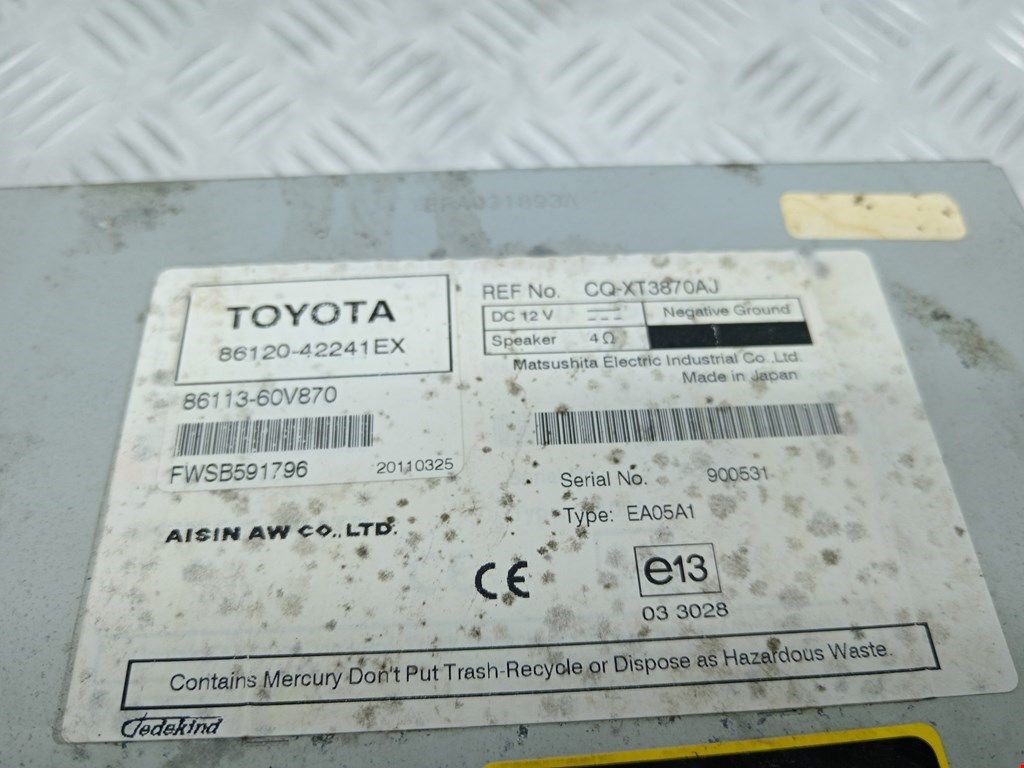 TOYOTA
86120-42241EX
86113-60V870
FWSB591796 20110325
AISIN AW CO.,LTD.
REF No. CQ-XT3870AJ
DC 12 V Negative Ground
Speaker 4Ω
Matsushita Electric Industrial Co.,Ltd.
Made in Japan
Serial No. 900531
Type: EA05A1
CE
e13
03 3028
Contains Mercury Don't Put Trash-Recycle or Dispose as Hazardous Waste.
Gedekind